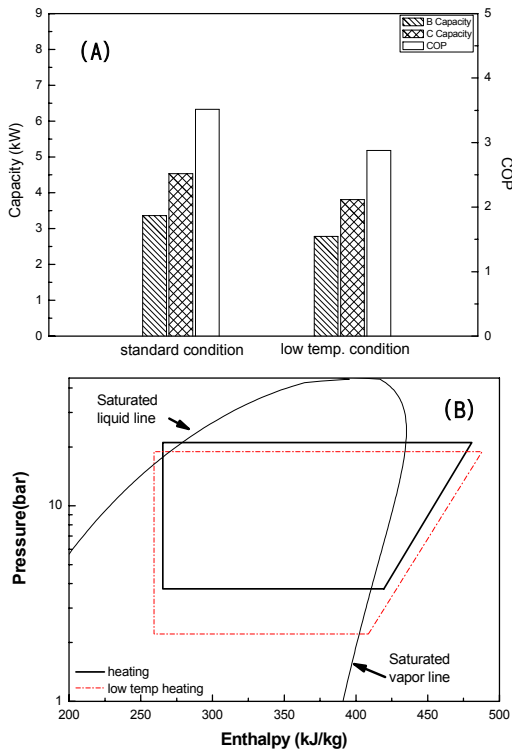 (A)
B Capacity
C Capacity
COP
9
8
7
6
5
4
3
2
1
0
Capacity (kW)
5
4
3
2
1
0
COP
standard condition
low temp. condition
(B)
Saturated
liquid line
10
1
Pressure(bar)
heating
low temp heating
Saturated
vapor line
200
250
300
350
400
450
500
Enthalpy (kJ/kg)